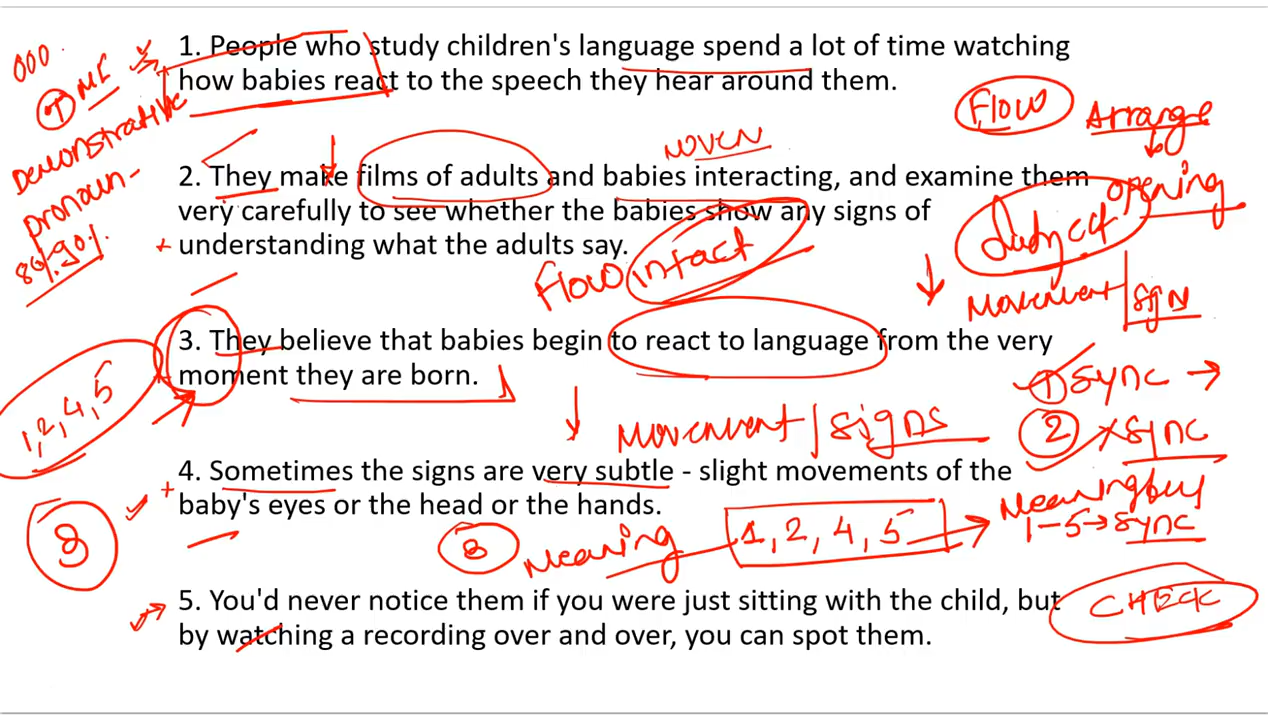 1. People who study children's language spend a lot of time watching
how babies react to the speech they hear around them.
000
① ME
Demonstrative
pronoun-
80%90%
Flow
Arrange
opening
MOVEN
2. They make films of adults and babies interacting, and examine them
very carefully to see whether the babies show any signs of
+ understanding what the adults say.
Flow intact
Movement | sign
3. They believe that babies begin to react to language from the very
moment they are born.
1, 2, 4, 5
① sync →
② × sync
Movement | signs
4. Sometimes the signs are very subtle - slight movements of the
baby's eyes or the head or the hands.
+
3
3 Meaning 1, 2, 4, 5
1-5→ sync
5. You'd never notice them if you were just sitting with the child, but
by watching a recording over and over, you can spot them.
CHECK